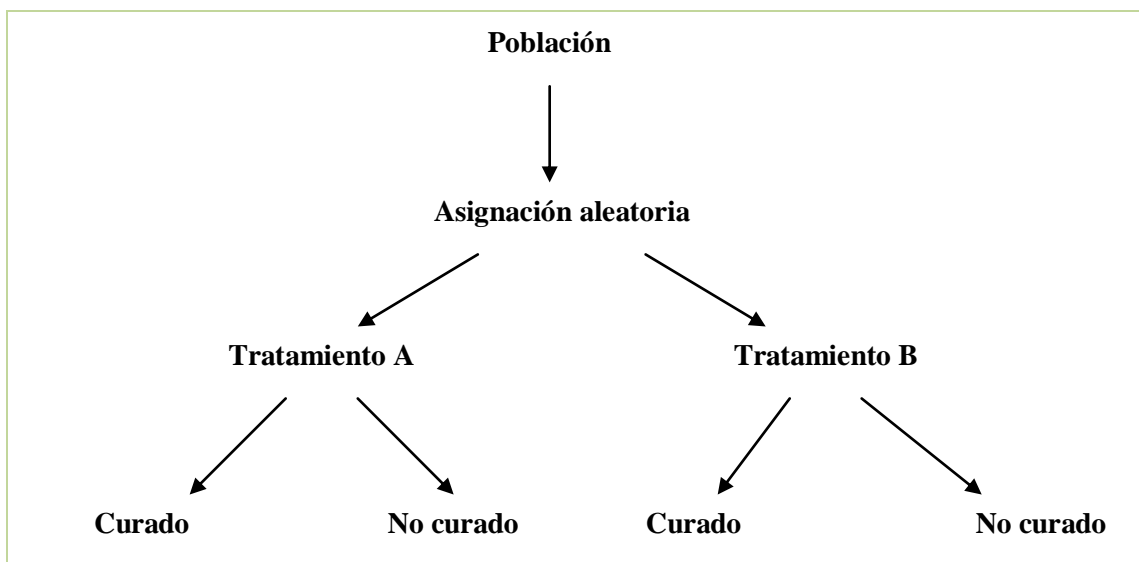 Población
Asignación aleatoria
Tratamiento A
Tratamiento B
Curado
No curado
Curado
No curado